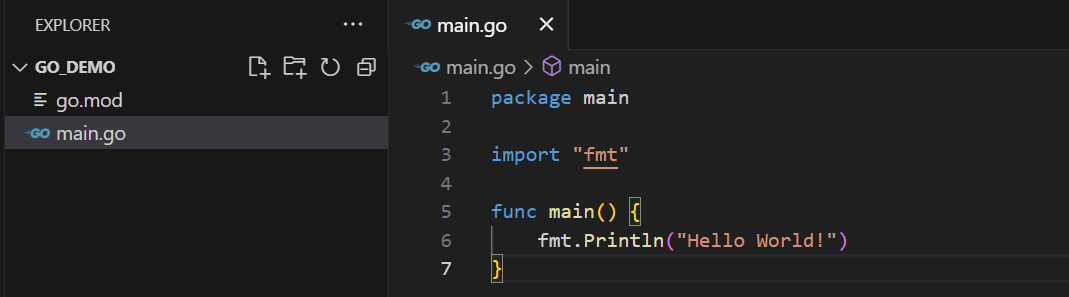 EXPLORER
GO_DEMO
go.mod
GO main.go
GO main.go
GO main.go > main
1 package main
2
3 import "fmt"
4
5 func main() {
6     fmt.Println("Hello World!")
7 }